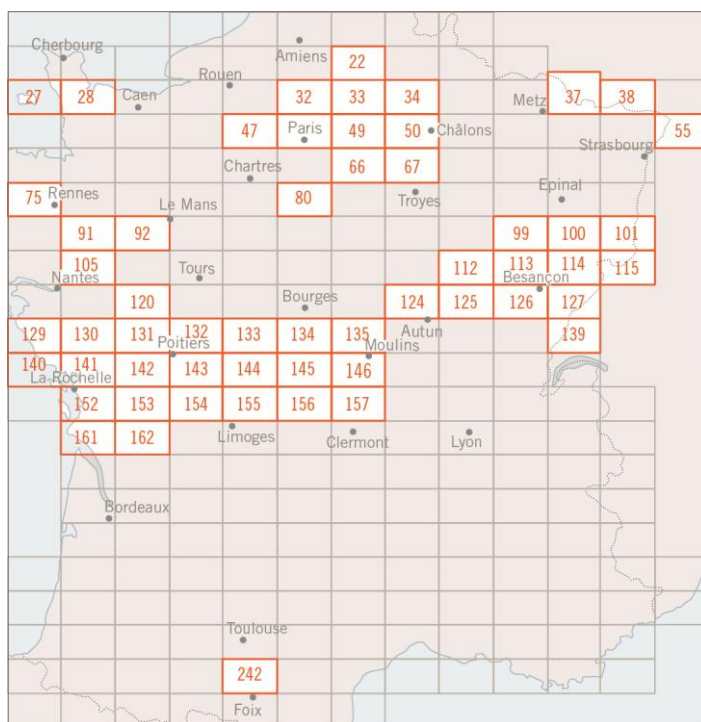 Cherbourg
Amiens
22
Rouen
27 28 Caen 32 33 34 Metz 37 38
47 Paris 49 50 Châlons 55
Strasbourg
Chartres 66 67
75 Rennes 80 Troyes Epinal
Le Mans
91 92 99 100 101
105 Tours 112 113 114 115
Nantes Besançon
120 Bourges 124 125 126 127
129 130 131 132 133 134 135 Autun 139
Poitiers Moulins
140 141 142 143 144 145 146
La Rochelle
152 153 154 155 156 157
161 162 Limoges Clermont Lyon
Bordeaux
Toulouse
242
Foix